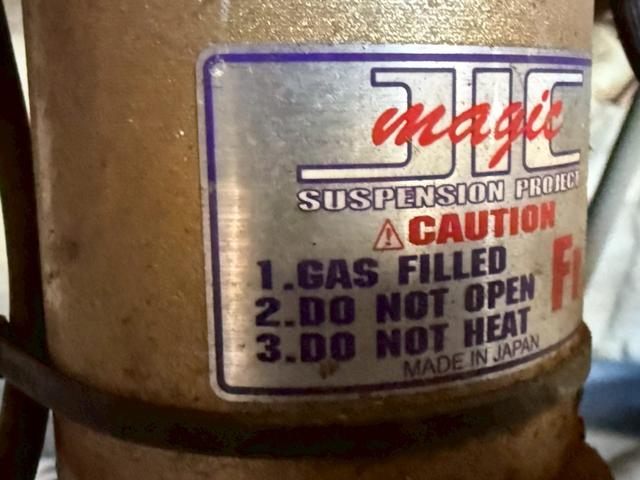 JIC
magic
SUSPENSION PROJECT
CAUTION
1.GAS FILLED
2.DO NOT OPEN
3.DO NOT HEAT
MADE IN JAPAN